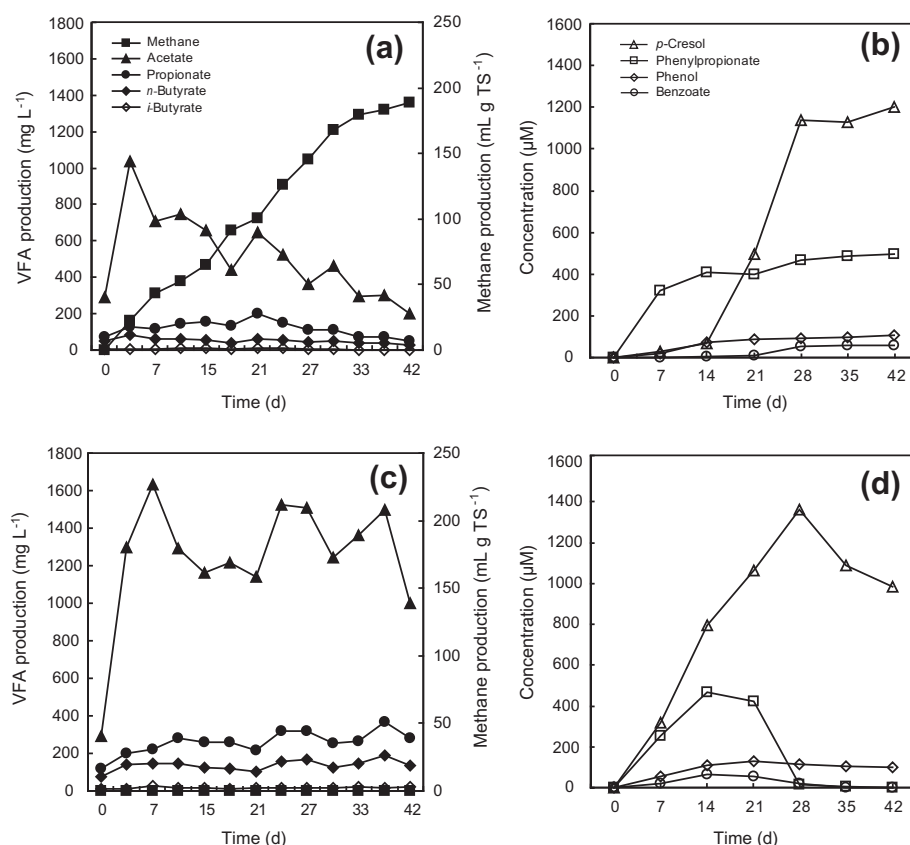 (a)
Methane
Acetate
Propionate
n-Butyrate
i-Butyrate
VFA production (mg L⁻¹)
1800
1600
1400
1200
1000
800
600
400
200
0
Methane production (mL g TS⁻¹)
250
200
150
100
50
0
0 7 15 21 27 42
Time (d)
(b)
p-Cresol
Phenylpropionate
Phenol
Benzoate
Concentration (µM)
1600
1400
1200
1000
800
600
400
200
0
0 7 14 21 28 35 42
Time (d)
(c)
VFA production (mg L⁻¹)
1800
1600
1400
1200
1000
800
600
400
200
0
Methane production (mL g TS⁻¹)
250
200
150
100
50
0
0 7 15 21 27 42
Time (d)
(d)
Concentration (µM)
1600
1400
1200
1000
800
600
400
200
0
0 7 14 21 28 35 42
Time (d)